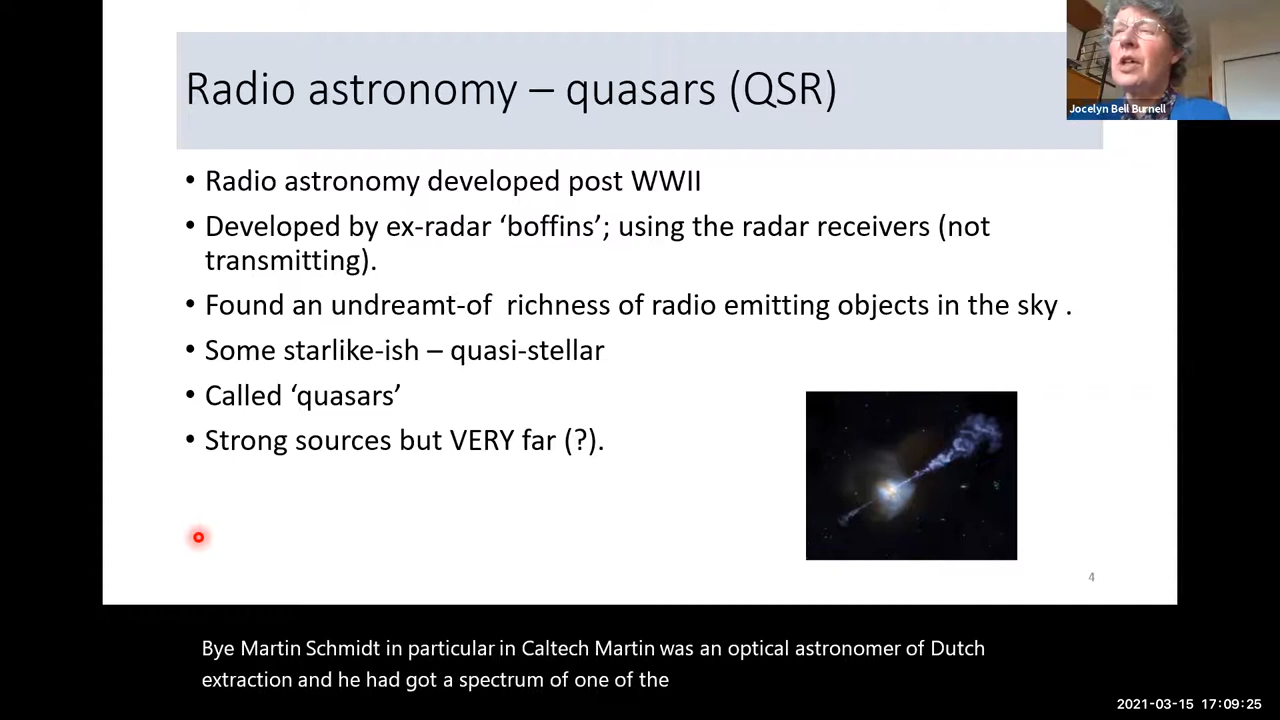 Radio astronomy – quasars (QSR)
Jocelyn Bell Burnell
• Radio astronomy developed post WWII
• Developed by ex-radar ‘boffins’; using the radar receivers (not
transmitting).
• Found an undreamt-of  richness of radio emitting objects in the sky .
• Some starlike-ish – quasi-stellar
• Called ‘quasars’
• Strong sources but VERY far (?).
4
Bye Martin Schmidt in particular in Caltech Martin was an optical astronomer of Dutch
extraction and he had got a spectrum of one of the
2021-03-15 17:09:25